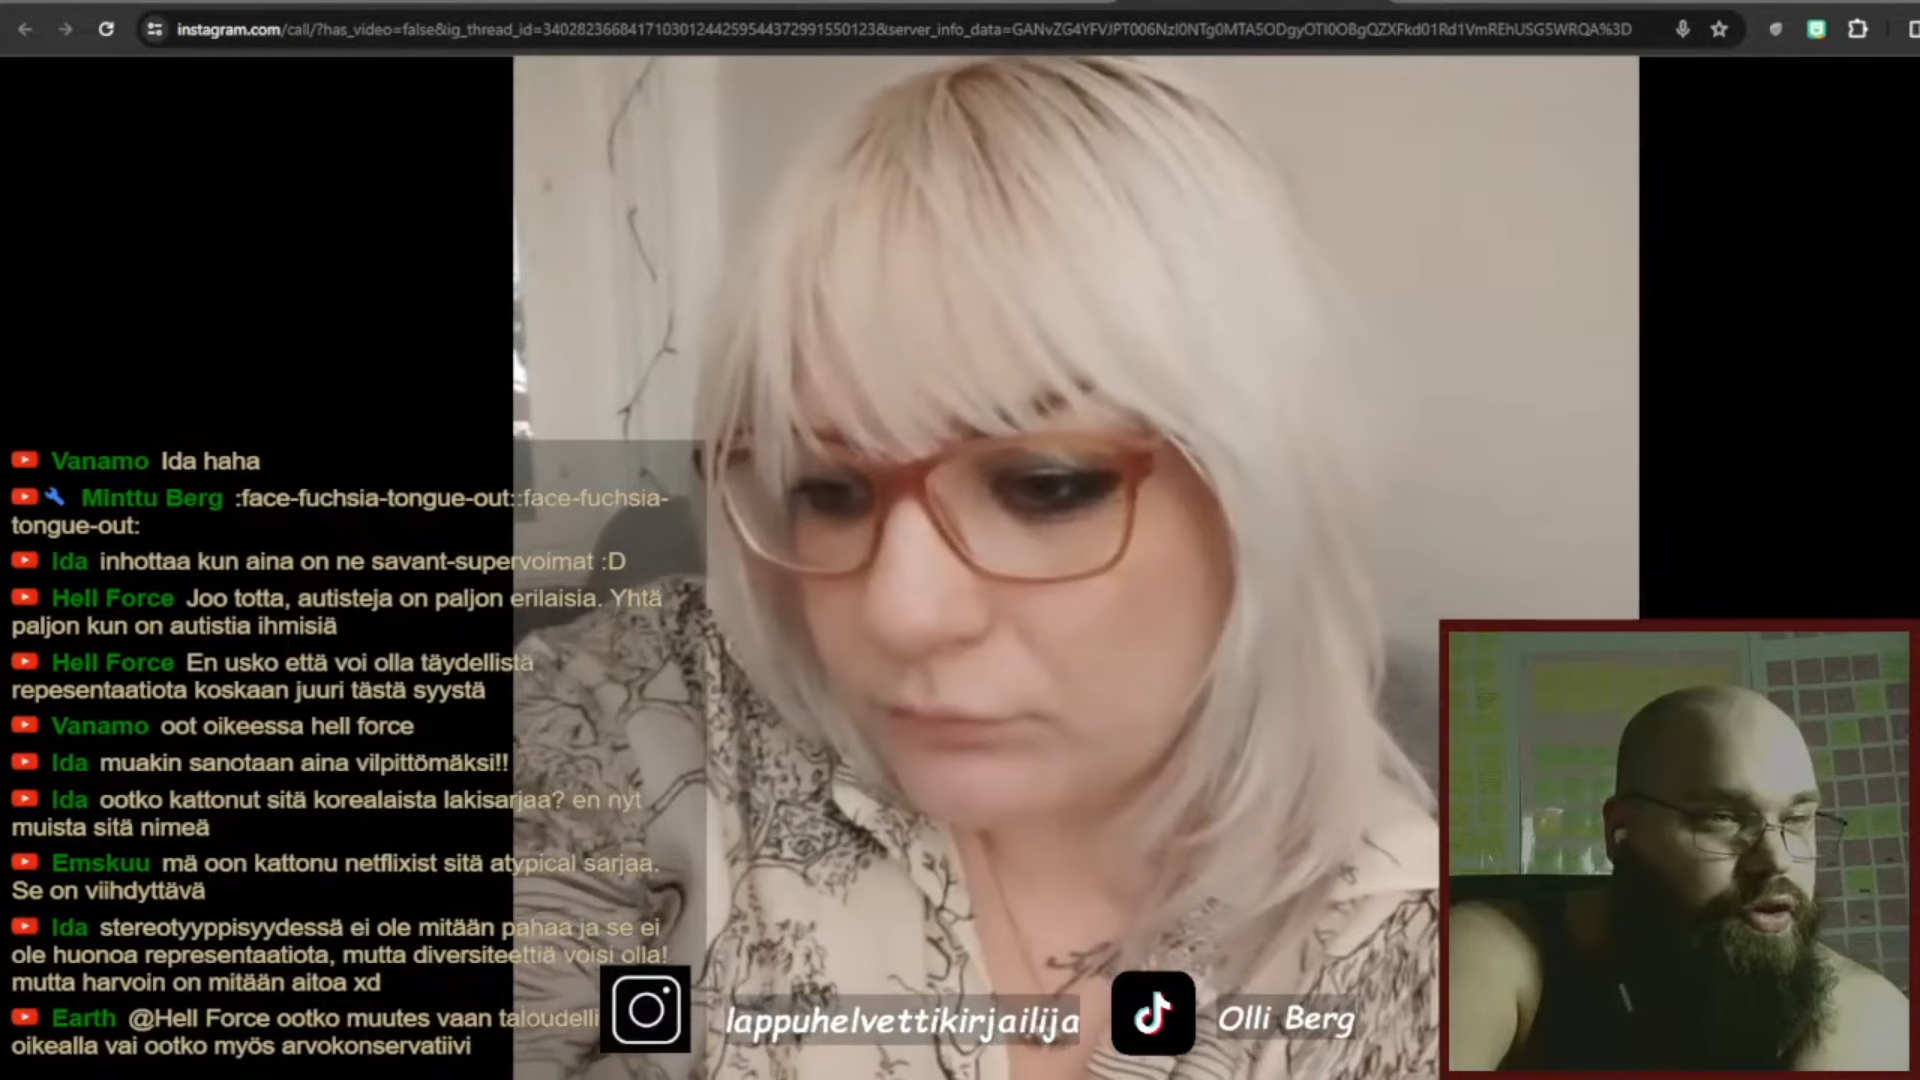 instagram.com/call/?has_video=false&ig_thread_id=340282366841710301244259544372991550123&server_info_data=GANvZG4YFVJPT006NzI0NTg0MTA5ODgyOTI0OBgQZXFkd01Rd1VmREhUSG5WRQA%3D
Vanamo Ida haha
Minttu Berg :face-fuchsia-tongue-out::face-fuchsia-
tongue-out:
Ida inhottaa kun aina on ne savant-supervoimat :D
Hell Force Joo totta, autisteja on paljon erilaisia. Yhtä
paljon kun on autistia ihmisiä
Hell Force En usko että voi olla täydellistä
repesentaatiota koskaan juuri tästä syystä
Vanamo oot oikeessa hell force
Ida muakin sanotaan aina vilpittömäksi!!
Ida ootko kattonut sitä korealaista lakisarjaa? en nyt
muista sitä nimeä
Emskuu mä oon kattonu netflixist sitä atypical sarjaa.
Se on viihdyttävä
Ida stereotyyppisyydessä ei ole mitään pahaa ja se ei
ole huonoa representaatiota, mutta diversiteettiä voisi olla!
mutta harvoin on mitään aitoa xd
Earth @Hell Force ootko muutes vaan taloudelli
oikealla vai ootko myös arvokonservatiivi
lappuhelvettikirjailija
Olli Berg